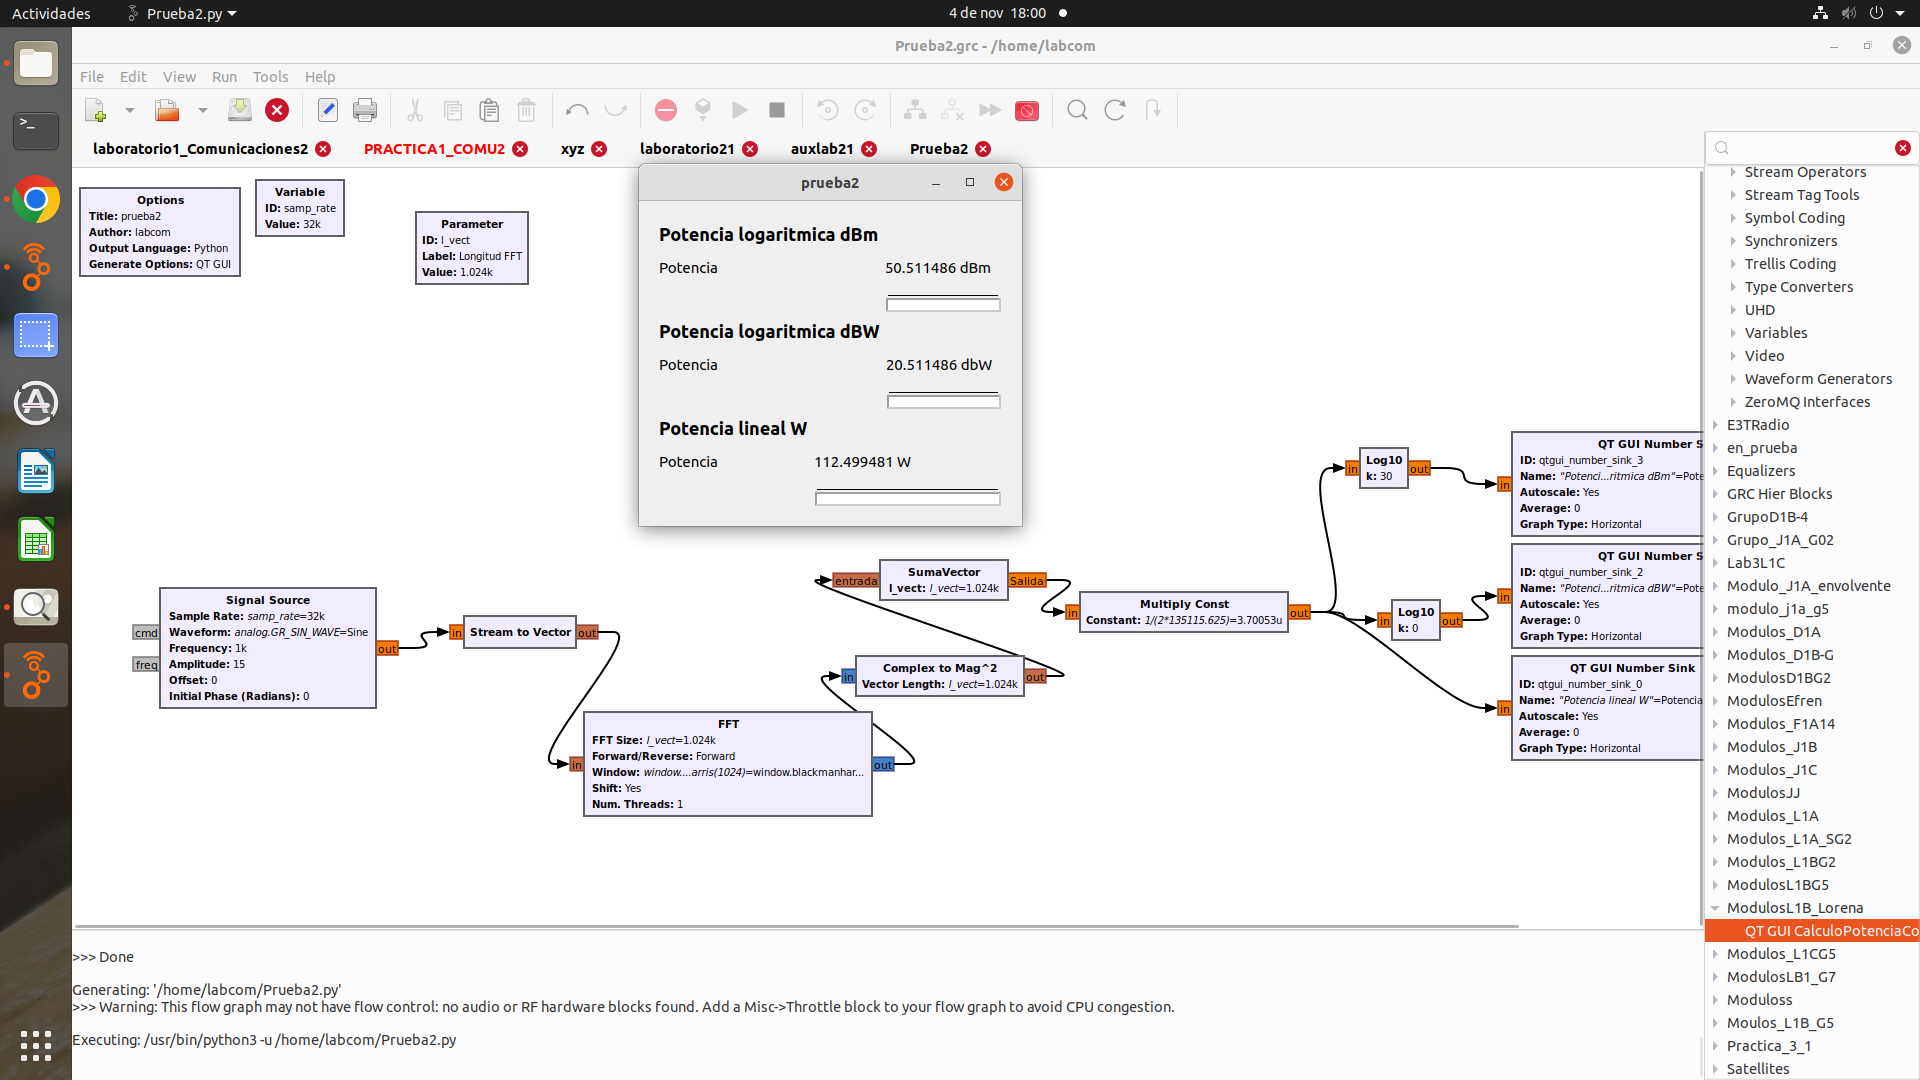 Actividades
Prueba2.py
4 de nov 18:00
Prueba2.grc - /home/labcom
File Edit View Run Tools Help
laboratorio1_Comunicaciones2
PRACTICA1_COMU2
xyz
laboratorio21
auxlab21
Prueba2
Options
Title: prueba2
Author: labcom
Output Language: Python
Generate Options: QT GUI
Variable
ID: samp_rate
Value: 32k
Parameter
ID: l_vect
Label: Longitud FFT
Value: 1.024k
prueba2
Potencia logaritmica dBm
Potencia 50.511486 dBm
Potencia logaritmica dBW
Potencia 20.511486 dbW
Potencia lineal W
Potencia 112.499481 W
Signal Source
Sample Rate: samp_rate=32k
Waveform: analog.GR_SIN_WAVE=Sine
Frequency: 1k
Amplitude: 15
Offset: 0
Initial Phase (Radians): 0
cmd
freq
out
in
Stream to Vector
out
in
FFT
FFT Size: l_vect=1.024k
Forward/Reverse: Forward
Window: window....arris(1024)=window.blackmanhar...
Shift: Yes
Num. Threads: 1
out
in
Complex to Mag^2
Vector Length: l_vect=1.024k
out
entrada
SumaVector
l_vect: l_vect=1.024k
Salida
in
Multiply Const
Constant: 1/(2*135115.625)=3.70053u
out
in
Log10
k: 30
out
in
Log10
k: 0
out
in
QT GUI Number S
ID: qtgui_number_sink_3
Name: "Potenci...ritmica dBm"=Pote
Autoscale: Yes
Average: 0
Graph Type: Horizontal
in
QT GUI Number S
ID: qtgui_number_sink_2
Name: "Potenci...ritmica dBW"=Pote
Autoscale: Yes
Average: 0
Graph Type: Horizontal
in
QT GUI Number Sink
ID: qtgui_number_sink_0
Name: "Potencia lineal W"=Potencia
Autoscale: Yes
Average: 0
Graph Type: Horizontal
Stream Operators
Stream Tag Tools
Symbol Coding
Synchronizers
Trellis Coding
Type Converters
UHD
Variables
Video
Waveform Generators
ZeroMQ Interfaces
E3TRadio
en_prueba
Equalizers
GRC Hier Blocks
GrupoD1B-4
Grupo_J1A_G02
Lab3L1C
Modulo_J1A_envolvente
modulo_j1a_g5
Modulos_D1A
Modulos_D1B-G
ModulosD1BG2
ModulosEfren
Modulos_F1A14
Modulos_J1B
Modulos_J1C
ModulosJJ
Modulos_L1A
Modulos_L1A_SG2
Modulos_L1BG2
ModulosL1BG5
ModulosL1B_Lorena
QT GUI CalculoPotenciaCo
Modulos_L1CG5
ModulosLB1_G7
Moduloss
Moulos_L1B_G5
Practica_3_1
Satellites
>>> Done
Generating: '/home/labcom/Prueba2.py'
>>> Warning: This flow graph may not have flow control: no audio or RF hardware blocks found. Add a Misc->Throttle block to your flow graph to avoid CPU congestion.
Executing: /usr/bin/python3 -u /home/labcom/Prueba2.py